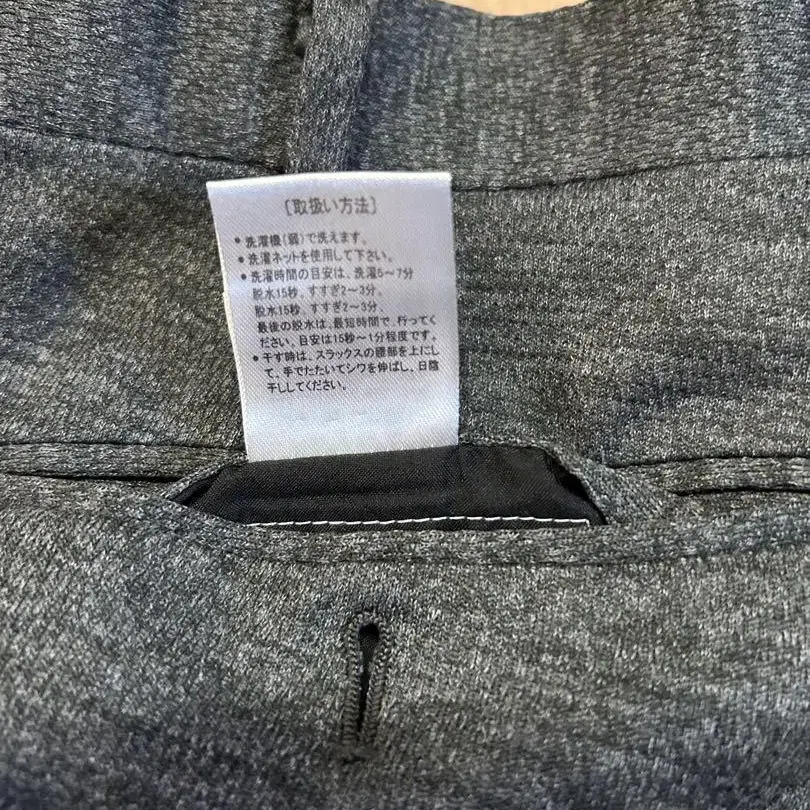 ［取扱い方法］
●洗濯機(弱)で洗えます。
●洗濯ネットを使用して下さい。
●洗濯時間の目安は、洗濯5～7分
脱水15秒、すすぎ2～3分、
脱水15秒、すすぎ2～3分、
最後の脱水は、最短時間で、行ってく
ださい、目安は15秒～1分程度です。
●干す時は、スラックスの腰部を上にし
て、手でたたいてシワを伸ばし、日陰
干ししてください。